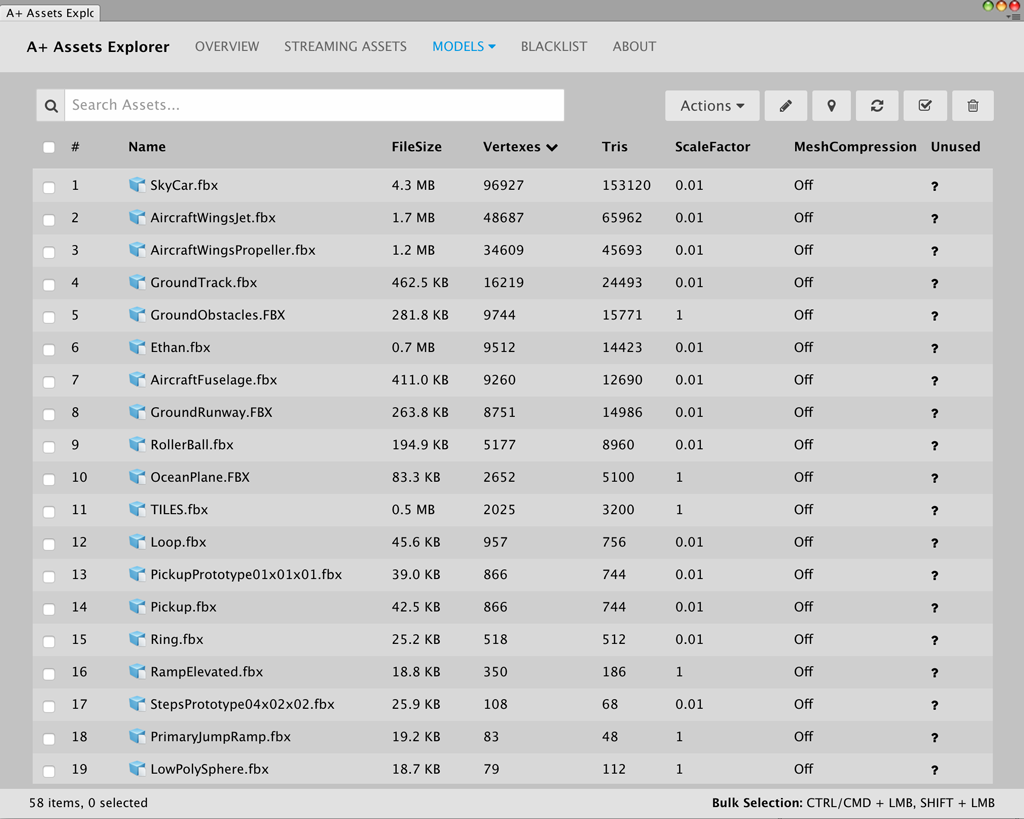 A+ Assets Explc
A+ Assets Explorer OVERVIEW STREAMING ASSETS MODELS BLACKLIST ABOUT
Search Assets... Actions
# Name FileSize Vertexes Tris ScaleFactor MeshCompression Unused
1 SkyCar.fbx 4.3 MB 96927 153120 0.01 Off ?
2 AircraftWingsJet.fbx 1.7 MB 48687 65962 0.01 Off ?
3 AircraftWingsPropeller.fbx 1.2 MB 34609 45693 0.01 Off ?
4 GroundTrack.fbx 462.5 KB 16219 24493 0.01 Off ?
5 GroundObstacles.FBX 281.8 KB 9744 15771 1 Off ?
6 Ethan.fbx 0.7 MB 9512 14423 0.01 Off ?
7 AircraftFuselage.fbx 411.0 KB 9260 12690 0.01 Off ?
8 GroundRunway.FBX 263.8 KB 8751 14986 0.01 Off ?
9 RollerBall.fbx 194.9 KB 5177 8960 0.01 Off ?
10 OceanPlane.FBX 83.3 KB 2652 5100 1 Off ?
11 TILES.fbx 0.5 MB 2025 3200 1 Off ?
12 Loop.fbx 45.6 KB 957 756 0.01 Off ?
13 PickupPrototype01x01x01.fbx 39.0 KB 866 744 0.01 Off ?
14 Pickup.fbx 42.5 KB 866 744 0.01 Off ?
15 Ring.fbx 25.2 KB 518 512 0.01 Off ?
16 RampElevated.fbx 18.8 KB 350 186 1 Off ?
17 StepsPrototype04x02x02.fbx 25.9 KB 108 68 0.01 Off ?
18 PrimaryJumpRamp.fbx 19.2 KB 83 48 1 Off ?
19 LowPolySphere.fbx 18.7 KB 79 112 1 Off ?
58 items, 0 selected Bulk Selection: CTRL/CMD + LMB, SHIFT + LMB